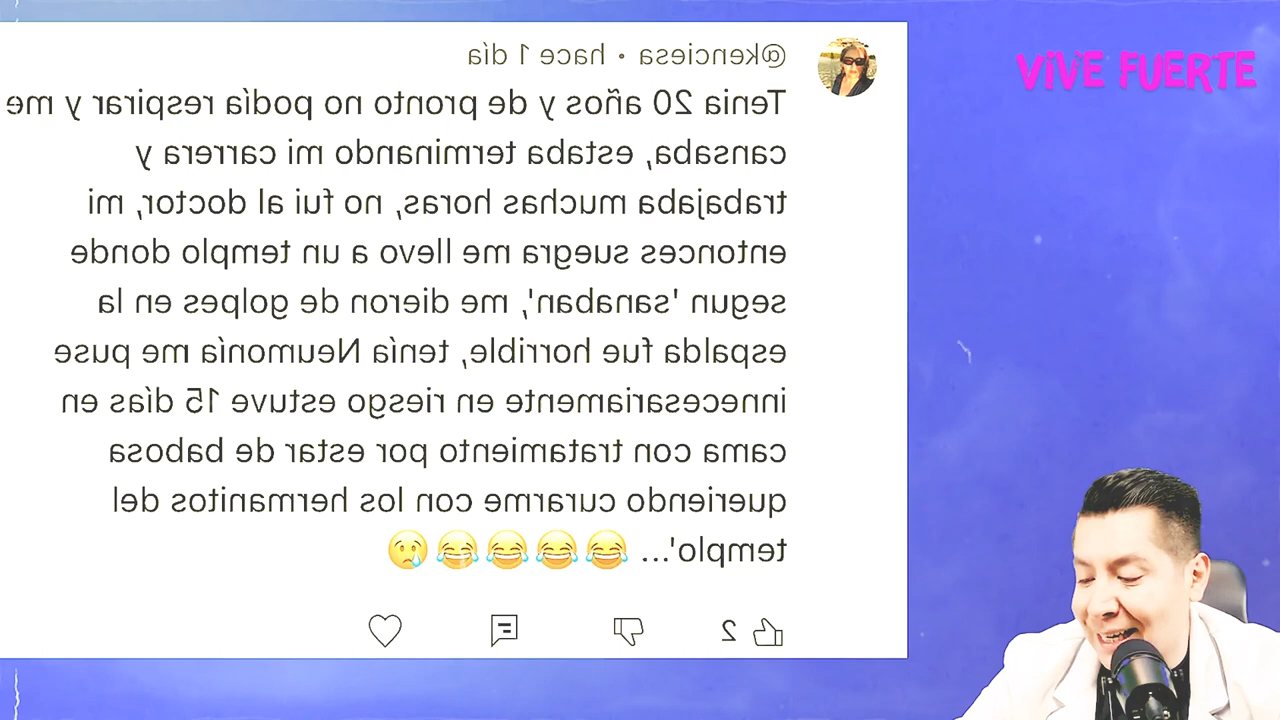 @kenciesa • hace 1 día
Tenia 20 años y de pronto no podía respirar y me
cansaba, estaba terminando mi carrera y
trabajaba muchas horas, no fui al doctor, mi
entonces suegra me llevo a un templo donde
segun 'sanaban', me dieron de golpes en la
espalda fue horrible, tenía Neumonía me puse
innecesariamente en riesgo estuve 15 días en
cama con tratamiento por estar de babosa
queriendo curarme con los hermanitos del
templo'... 😂😂😂😂😢
2
VIVE FUERTE